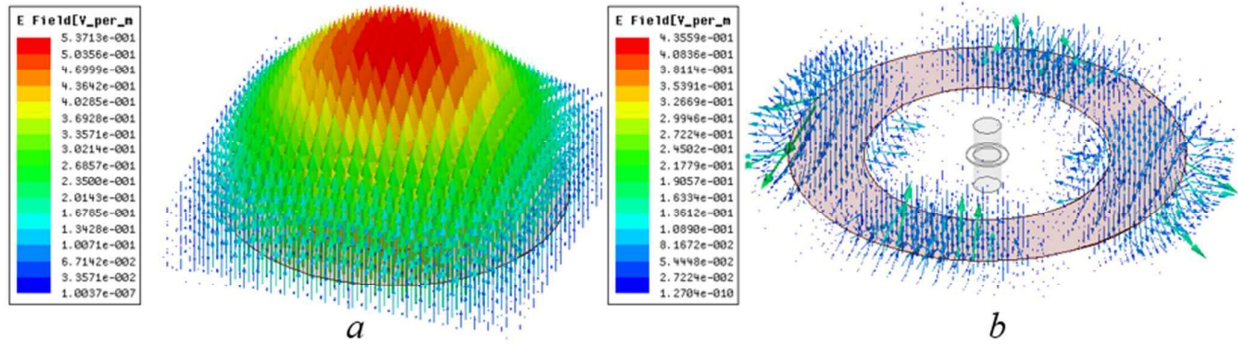 E Field[V_per_m
5.3713e-001
5.0356e-001
4.6999e-001
4.3642e-001
4.0285e-001
3.6928e-001
3.3571e-001
3.0214e-001
2.6857e-001
2.3500e-001
2.0143e-001
1.6785e-001
1.3428e-001
1.0071e-001
6.7142e-002
3.3571e-002
1.0037e-007
a
E Field[V_per_m
4.3559e-001
4.0836e-001
3.8114e-001
3.5391e-001
3.2669e-001
2.9946e-001
2.7224e-001
2.4502e-001
2.1779e-001
1.9057e-001
1.6334e-001
1.3612e-001
1.0890e-001
8.1672e-002
5.4448e-002
2.7224e-002
1.2704e-010
b